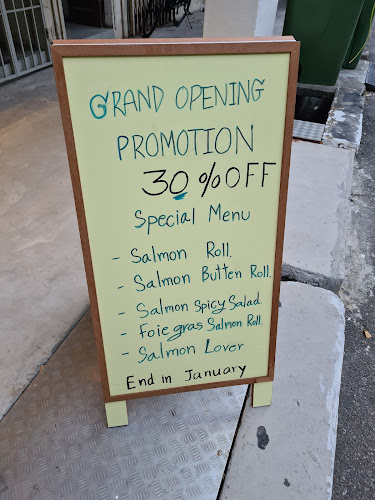 GRAND OPENING
PROMOTION
30% OFF
Special Menu
- Salmon Roll.
- Salmon Butten Roll.
- Salmon Spicy Salad
- Foie gras Salmon Roll.
- Salmon Lover
End in January